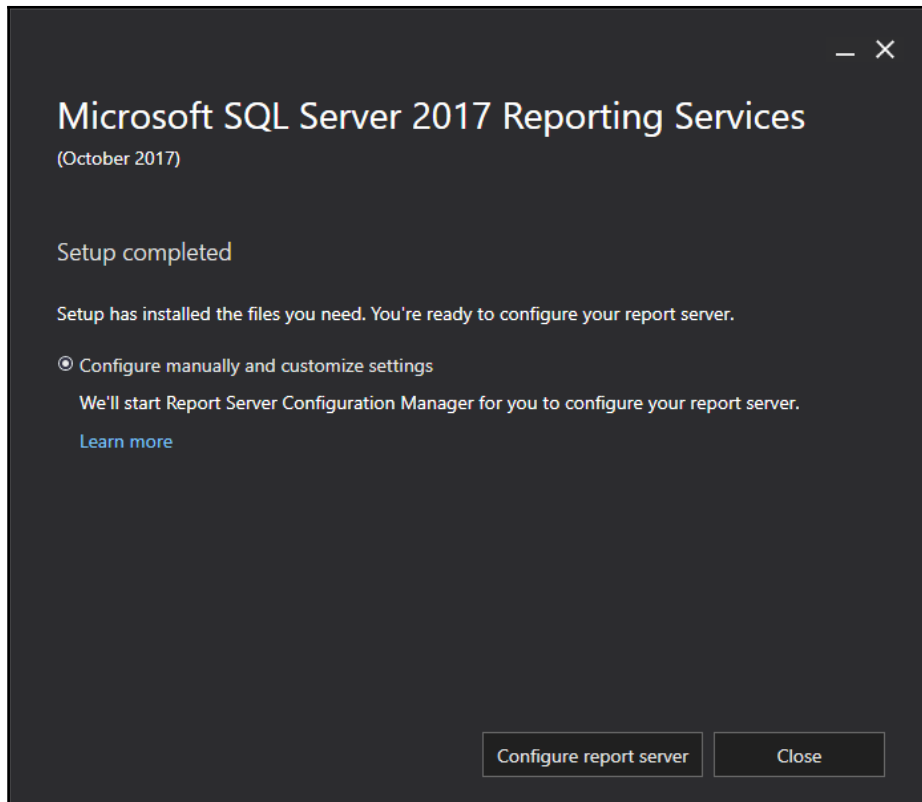 Microsoft SQL Server 2017 Reporting Services
(October 2017)
Setup completed
Setup has installed the files you need. You're ready to configure your report server.
Configure manually and customize settings
We'll start Report Server Configuration Manager for you to configure your report server.
Learn more
Configure report server
Close